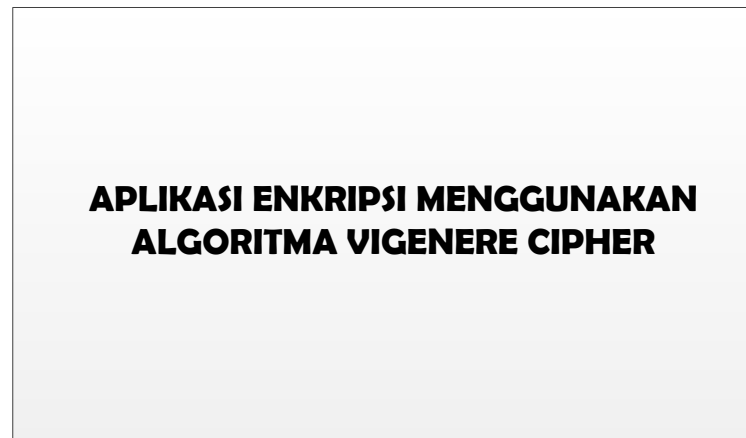 APLIKASI ENKRIPSI MENGGUNAKAN
ALGORITMA VIGENERE CIPHER